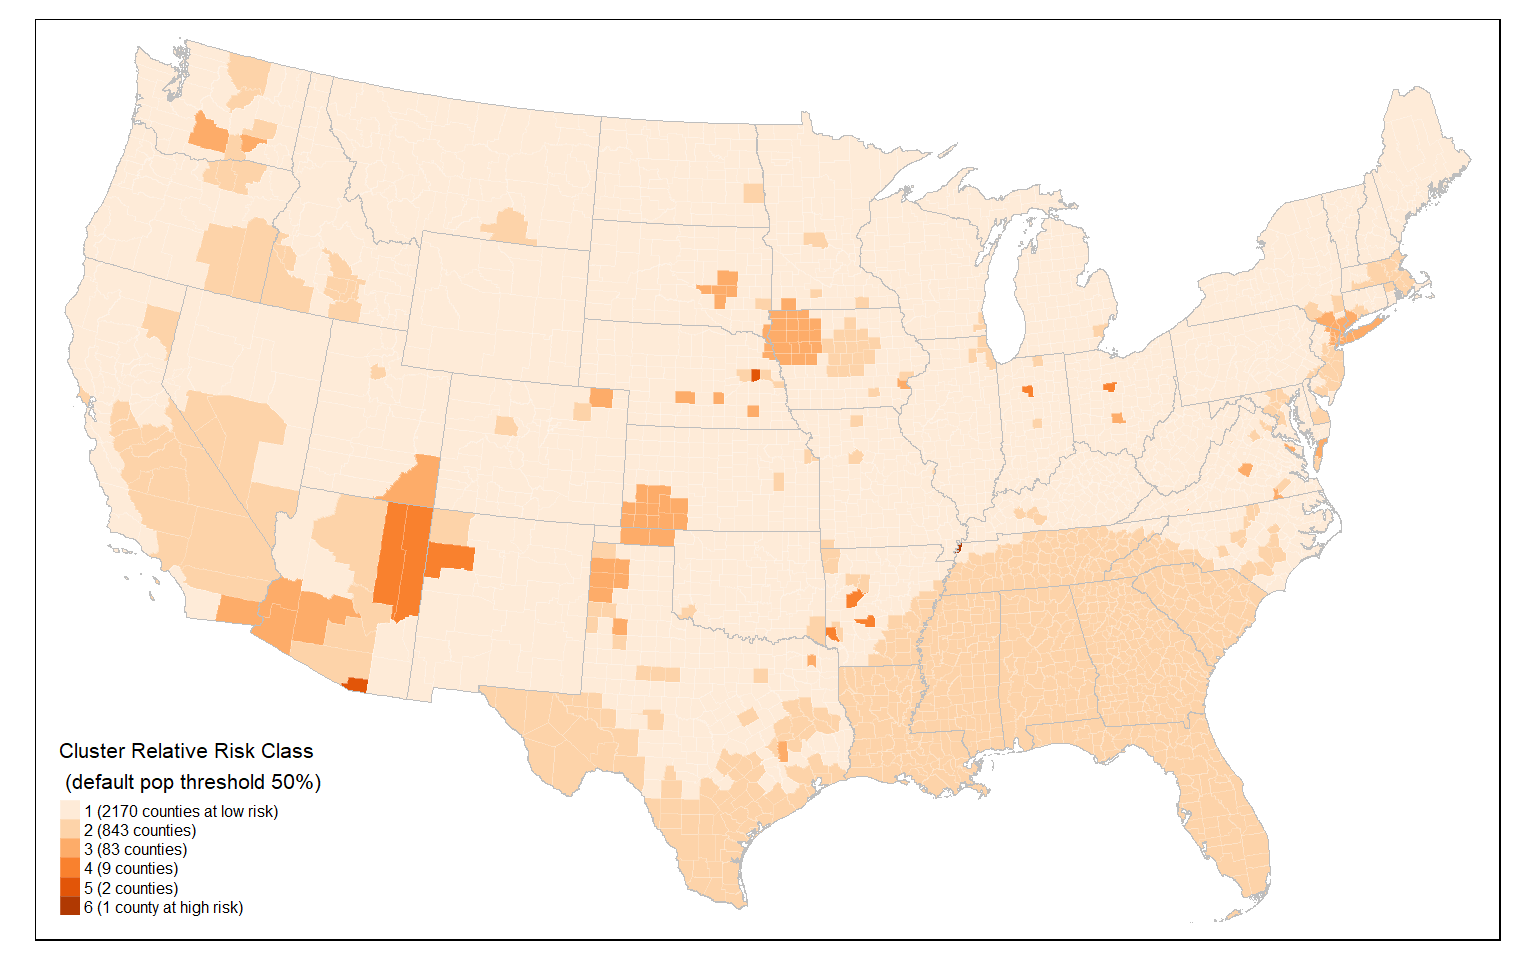 Cluster Relative Risk Class
(default pop threshold 50%)
1 (2170 counties at low risk)
2 (843 counties)
3 (83 counties)
4 (9 counties)
5 (2 counties)
6 (1 county at high risk)